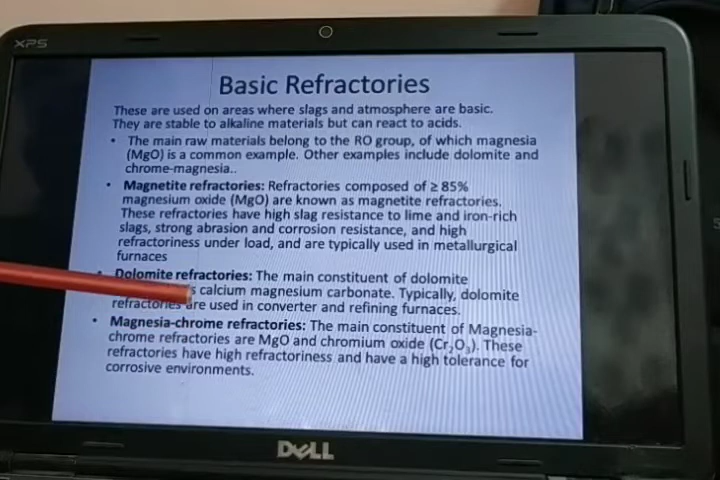 XPS
Basic Refractories
These are used on areas where slags and atmosphere are basic.
They are stable to alkaline materials but can react to acids.
• The main raw materials belong to the RO group, of which magnesia
(MgO) is a common example. Other examples include dolomite and
chrome-magnesia..
• Magnetite refractories: Refractories composed of ≥ 85%
magnesium oxide (MgO) are known as magnetite refractories.
These refractories have high slag resistance to lime and iron-rich
slags, strong abrasion and corrosion resistance, and high
refractoriness under load, and are typically used in metallurgical
furnaces
• Dolomite refractories: The main constituent of dolomite
calcium magnesium carbonate. Typically, dolomite
refractories are used in converter and refining furnaces.
• Magnesia-chrome refractories: The main constituent of Magnesia-
chrome refractories are MgO and chromium oxide (Cr₂O₃). These
refractories have high refractoriness and have a high tolerance for
corrosive environments.
DELL